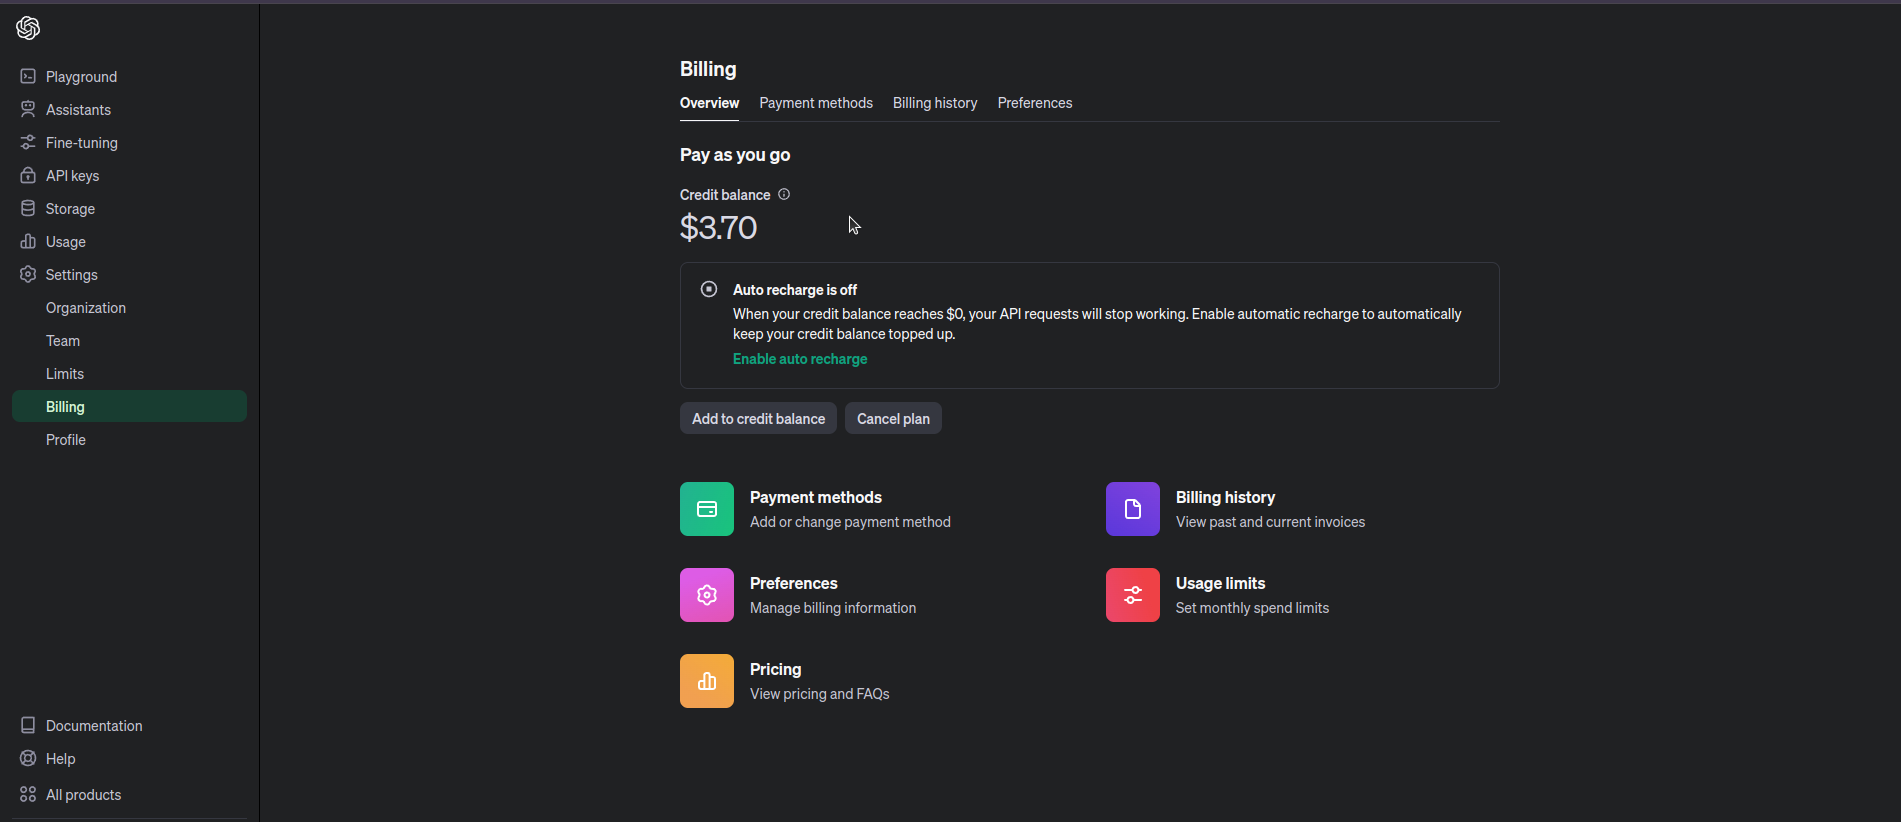 Playground
Assistants
Fine-tuning
API keys
Storage
Usage
Settings
Organization
Team
Limits
Billing
Profile
Documentation
Help
All products
Billing
Overview Payment methods Billing history Preferences
Pay as you go
Credit balance
$3.70
Auto recharge is off
When your credit balance reaches $0, your API requests will stop working. Enable automatic recharge to automatically
keep your credit balance topped up.
Enable auto recharge
Add to credit balance Cancel plan
Payment methods
Add or change payment method
Billing history
View past and current invoices
Preferences
Manage billing information
Usage limits
Set monthly spend limits
Pricing
View pricing and FAQs